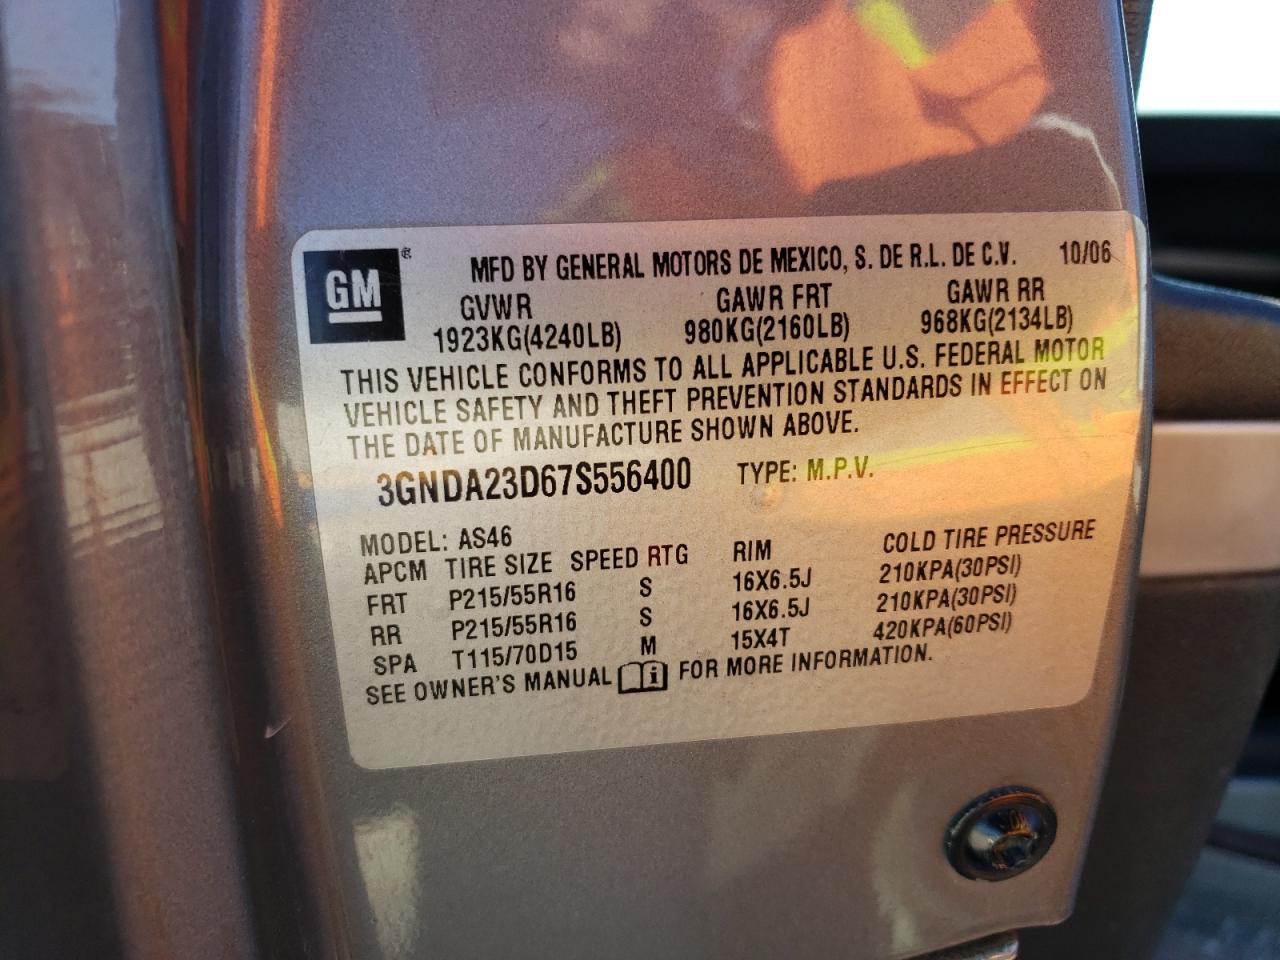 GM®
MFD BY GENERAL MOTORS DE MEXICO, S. DE R.L. DE C.V. 10/06
GVWR GAWR FRT GAWR RR
1923KG(4240LB) 980KG(2160LB) 968KG(2134LB)
THIS VEHICLE CONFORMS TO ALL APPLICABLE U.S. FEDERAL MOTOR
VEHICLE SAFETY AND THEFT PREVENTION STANDARDS IN EFFECT ON
THE DATE OF MANUFACTURE SHOWN ABOVE.
3GNDA23D67S556400 TYPE: M.P.V.
MODEL: AS46
APCM TIRE SIZE SPEED RTG RIM COLD TIRE PRESSURE
FRT P215/55R16 S 16X6.5J 210KPA(30PSI)
RR P215/55R16 S 16X6.5J 210KPA(30PSI)
SPA T115/70D15 M 15X4T 420KPA(60PSI)
SEE OWNER'S MANUAL i FOR MORE INFORMATION.